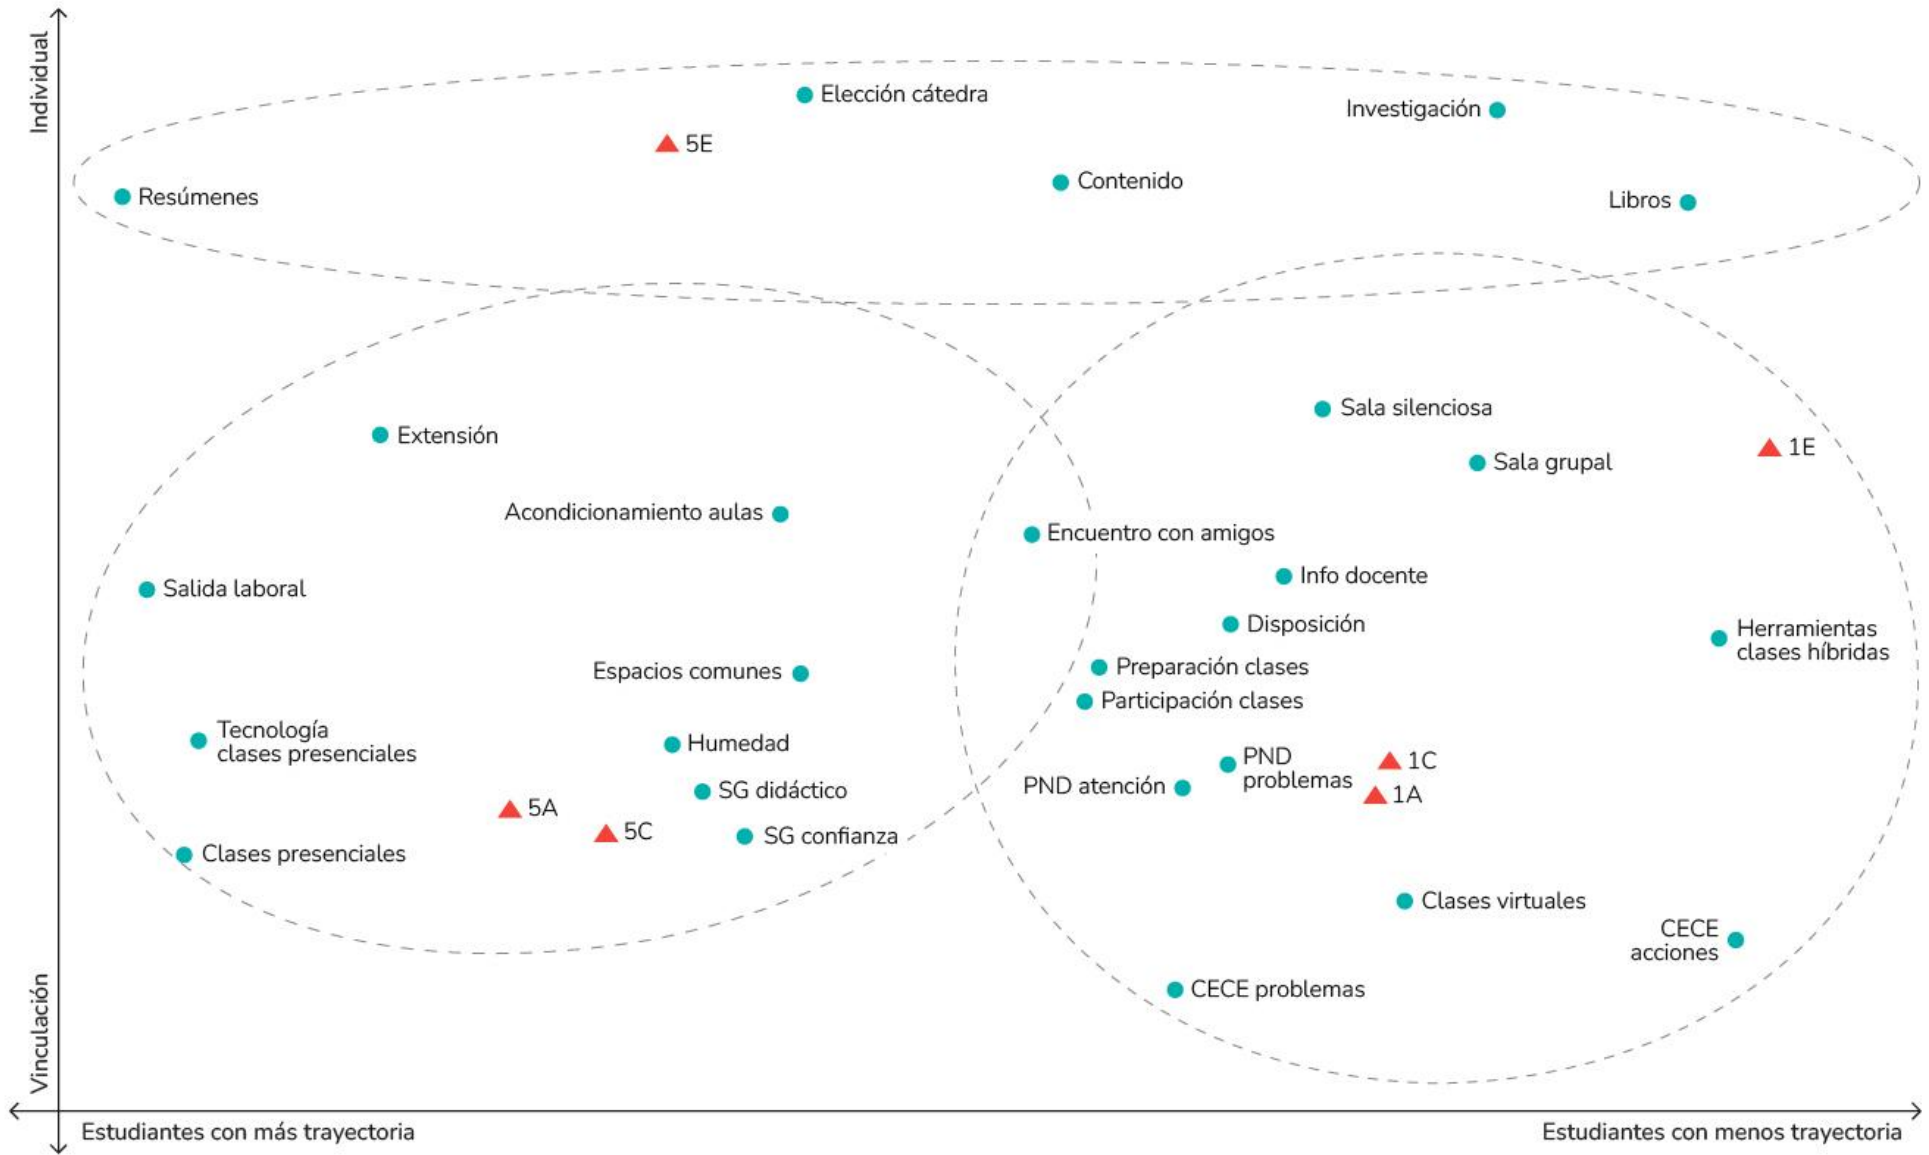 Individual
Elección cátedra
Investigación
5E
Contenido
Resúmenes
Libros
Sala silenciosa
Extensión
1E
Sala grupal
Acondicionamiento aulas
Encuentro con amigos
Info docente
Salida laboral
Disposición
Herramientas
clases híbridas
Preparación clases
Espacios comunes
Participación clases
Tecnología
clases presenciales
Humedad
PND
problemas
1C
PND atención
SG didáctico
1A
5A
5C
SG confianza
Clases presenciales
Clases virtuales
CECE
acciones
CECE problemas
Vinculación
Estudiantes con más trayectoria
Estudiantes con menos trayectoria